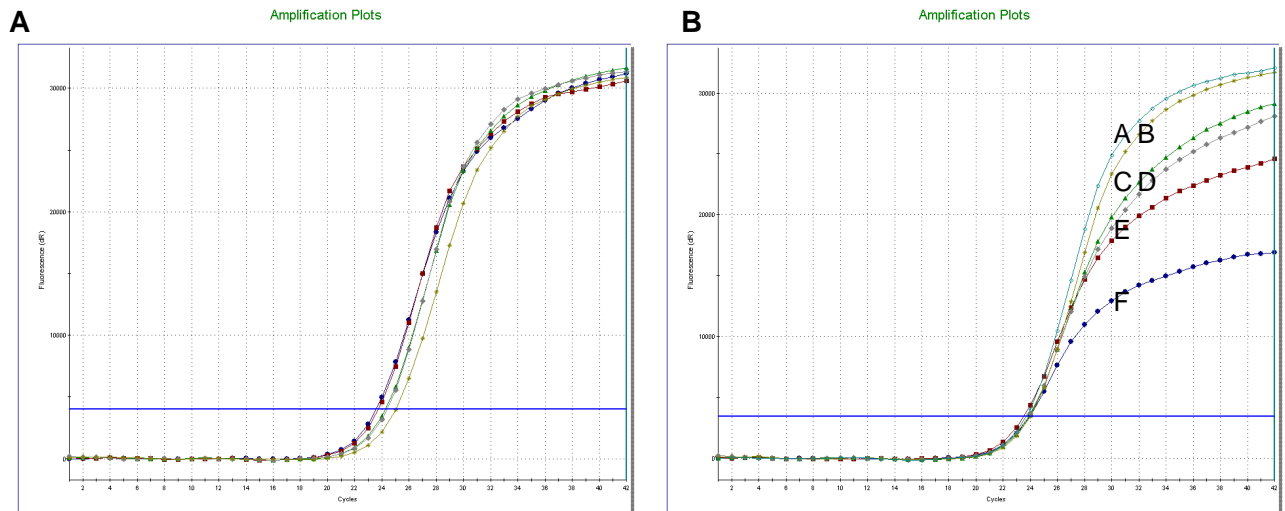 A
Amplification Plots
Fluorescence (dR)
30000
20000
10000
0
2 4 6 8 10 12 14 16 18 20 22 24 26 28 30 32 34 36 38 40 42
Cycles
B
Amplification Plots
Fluorescence (dR)
30000
20000
10000
0
A B
C D
E
F
2 4 6 8 10 12 14 16 18 20 22 24 26 28 30 32 34 36 38 40 42
Cycles